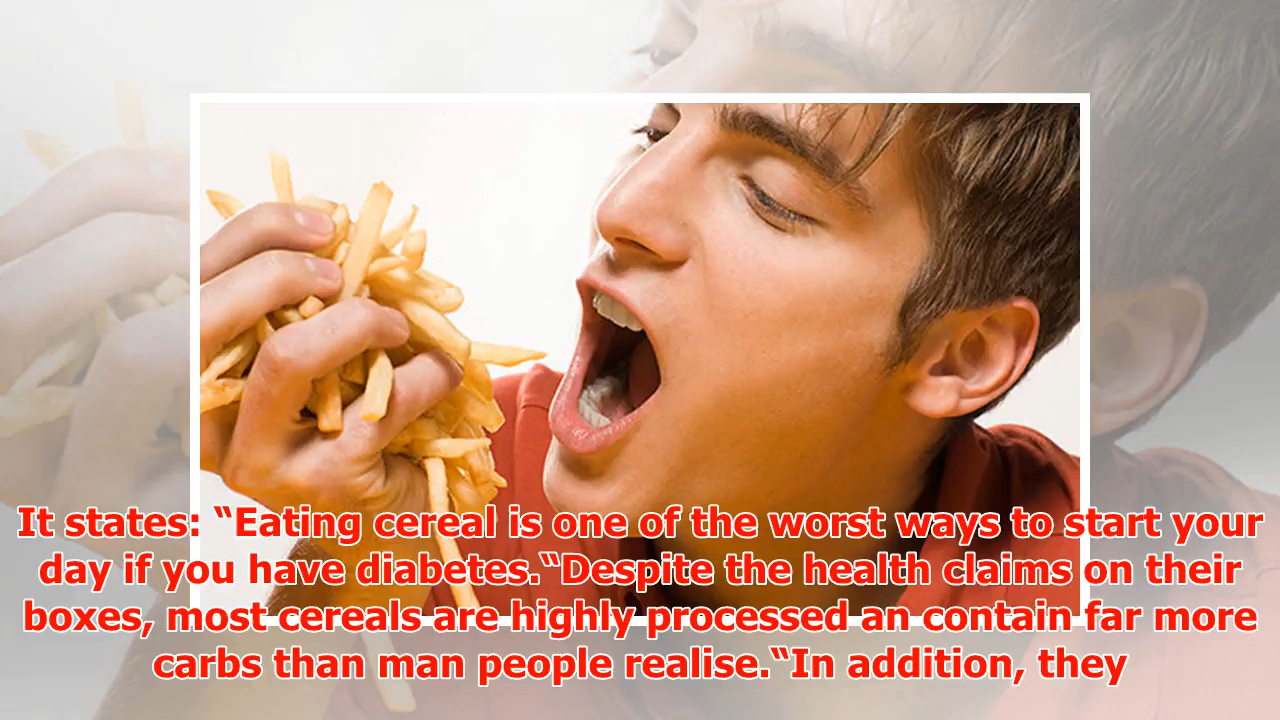 It states: “Eating cereal is one of the worst ways to start your
day if you have diabetes.“Despite the health claims on their
boxes, most cereals are highly processed an contain far more
carbs than man people realise.“In addition, they